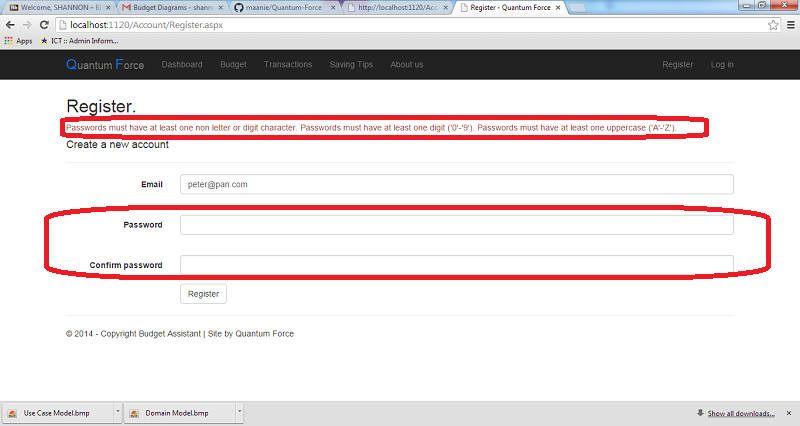 Welcome, SHANNON – Bl
Budget Diagrams - shann
maanie/Quantum-Force
http://localhost:1120/Acc
Register - Quantum Force
localhost:1120/Account/Register.aspx
Apps ICT :: Admin Inform...
Quantum Force Dashboard Budget Transactions Saving Tips About us Register Log in
Register.
Passwords must have at least one non letter or digit character. Passwords must have at least one digit ('0'-'9'). Passwords must have at least one uppercase ('A'-'Z').
Create a new account
Email peter@pan.com
Password
Confirm password
Register
© 2014 - Copyright Budget Assistant | Site by Quantum Force
Use Case Model.bmp Domain Model.bmp Show all downloads...